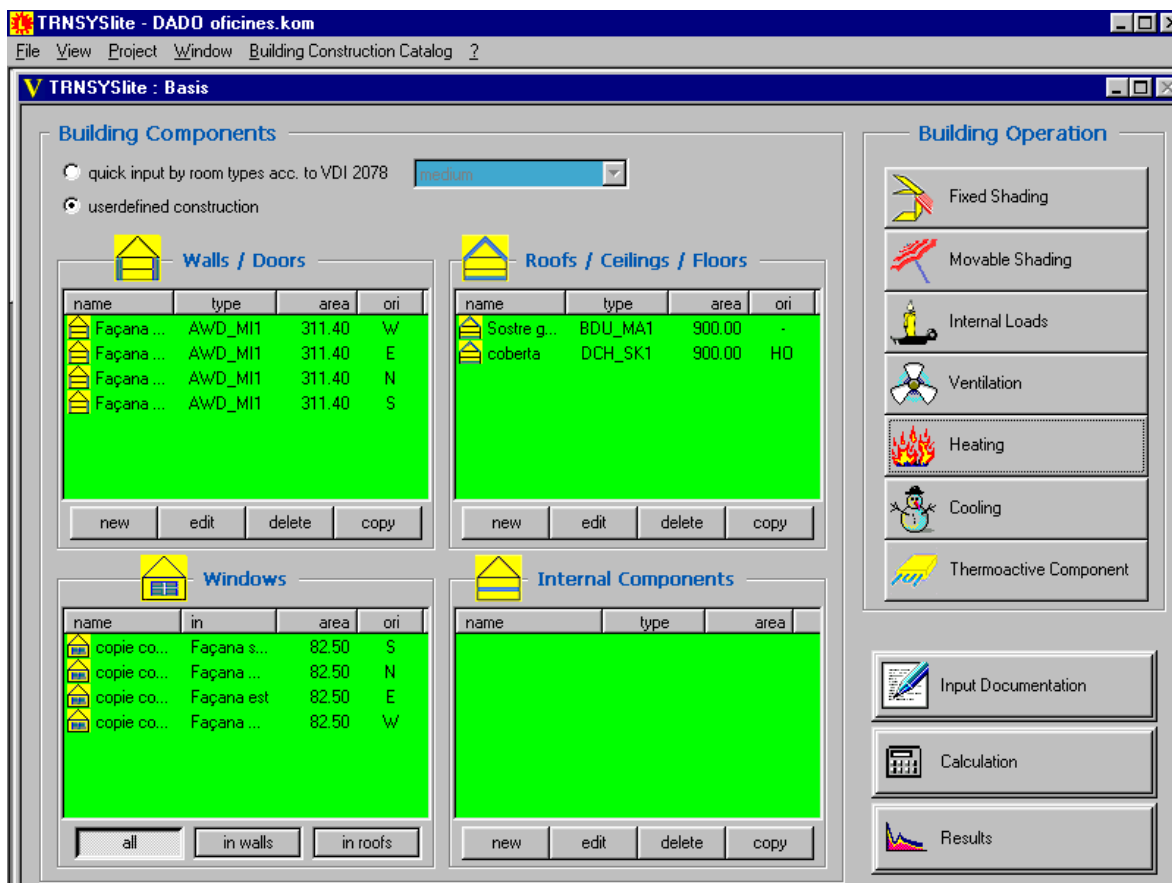 TRNSYSlite - DADO oficines.kom
File View Project Window Building Construction Catalog ?
TRNSYSlite : Basis
Building Components
quick input by room types acc. to VDI 2078 medium
userdefined construction
Walls / Doors
name type area ori
Façana ... AWD_MI1 311.40 W
Façana ... AWD_MI1 311.40 E
Façana ... AWD_MI1 311.40 N
Façana ... AWD_MI1 311.40 S
new edit delete copy
Roofs / Ceilings / Floors
name type area ori
Sostre g... BDU_MA1 900.00 -
coberta DCH_SK1 900.00 HO
new edit delete copy
Windows
name in area ori
copie co... Façana s... 82.50 S
copie co... Façana ... 82.50 N
copie co... Façana est 82.50 E
copie co... Façana ... 82.50 W
all in walls in roofs
Internal Components
name type area
new edit delete copy
Building Operation
Fixed Shading
Movable Shading
Internal Loads
Ventilation
Heating
Cooling
Thermoactive Component
Input Documentation
Calculation
Results